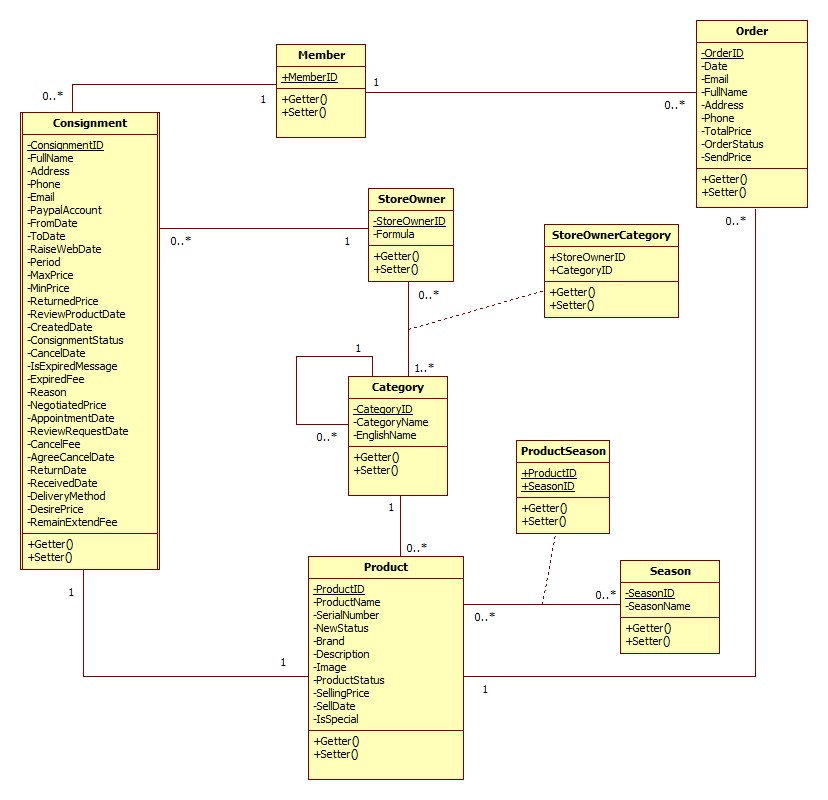 Member
+MemberID
+Getter()
+Setter()
1
1
0..*
0..*
Order
-OrderID
-Date
-Email
-FullName
-Address
-Phone
-TotalPrice
-OrderStatus
-SendPrice
+Getter()
+Setter()
0..*
Consignment
-ConsignmentID
-FullName
-Address
-Phone
-Email
-PaypalAccount
-FromDate
-ToDate
-RaiseWebDate
-Period
-MaxPrice
-MinPrice
-ReturnedPrice
-ReviewProductDate
-CreatedDate
-ConsignmentStatus
-CancelDate
-IsExpiredMessage
-ExpiredFee
-Reason
-NegotiatedPrice
-AppointmentDate
-ReviewRequestDate
-CancelFee
-AgreeCancelDate
-ReturnDate
-ReceivedDate
-DeliveryMethod
-DesirePrice
-RemainExtendFee
+Getter()
+Setter()
0..*
1
StoreOwner
-StoreOwnerID
-Formula
+Getter()
+Setter()
0..*
StoreOwnerCategory
+StoreOwnerID
+CategoryID
+Getter()
+Setter()
1
1..*
0..*
Category
-CategoryID
-CategoryName
-EnglishName
+Getter()
+Setter()
1
0..*
ProductSeason
+ProductID
+SeasonID
+Getter()
+Setter()
1
1
Product
-ProductID
-ProductName
-SerialNumber
-NewStatus
-Brand
-Description
-Image
-ProductStatus
-SellingPrice
-SellDate
-IsSpecial
+Getter()
+Setter()
0..*
0..*
1
Season
-SeasonID
-SeasonName
+Getter()
+Setter()